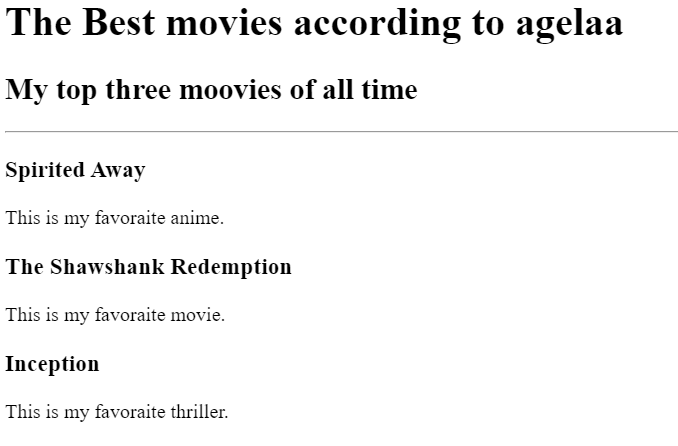 The Best movies according to agelaa
My top three moovies of all time
Spirited Away
This is my favoraite anime.
The Shawshank Redemption
This is my favoraite movie.
Inception
This is my favoraite thriller.